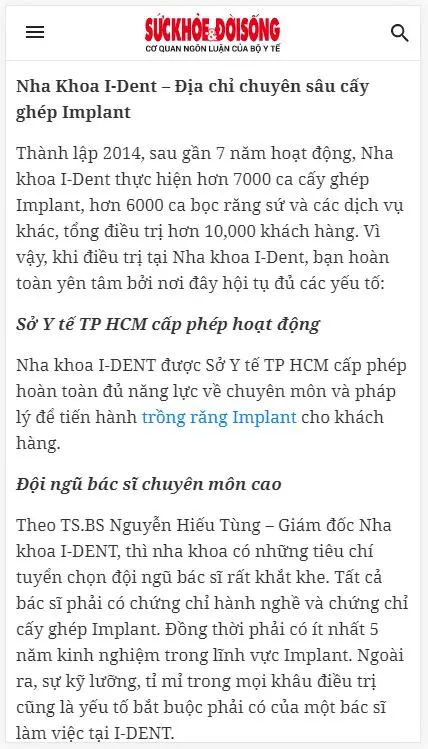 SỨCKHỎE&ĐỜISỐNG
CƠ QUAN NGÔN LUẬN CỦA BỘ Y TẾ
Nha Khoa I-Dent – Địa chỉ chuyên sâu cấy
ghép Implant
Thành lập 2014, sau gần 7 năm hoạt động, Nha
khoa I-Dent thực hiện hơn 7000 ca cấy ghép
Implant, hơn 6000 ca bọc răng sứ và các dịch vụ
khác, tổng điều trị hơn 10,000 khách hàng. Vì
vậy, khi điều trị tại Nha khoa I-Dent, bạn hoàn
toàn yên tâm bởi nơi đây hội tụ đủ các yếu tố:
Sở Y tế TP HCM cấp phép hoạt động
Nha khoa I-DENT được Sở Y tế TP HCM cấp phép
hoàn toàn đủ năng lực về chuyên môn và pháp
lý để tiến hành trồng răng Implant cho khách
hàng.
Đội ngũ bác sĩ chuyên môn cao
Theo TS.BS Nguyễn Hiếu Tùng – Giám đốc Nha
khoa I-DENT, thì nha khoa có những tiêu chí
tuyển chọn đội ngũ bác sĩ rất khắt khe. Tất cả
bác sĩ phải có chứng chỉ hành nghề và chứng chỉ
cấy ghép Implant. Đồng thời phải có ít nhất 5
năm kinh nghiệm trong lĩnh vực Implant. Ngoài
ra, sự kỹ lưỡng, tỉ mỉ trong mọi khâu điều trị
cũng là yếu tố bắt buộc phải có của một bác sĩ
làm việc tại I-DENT.